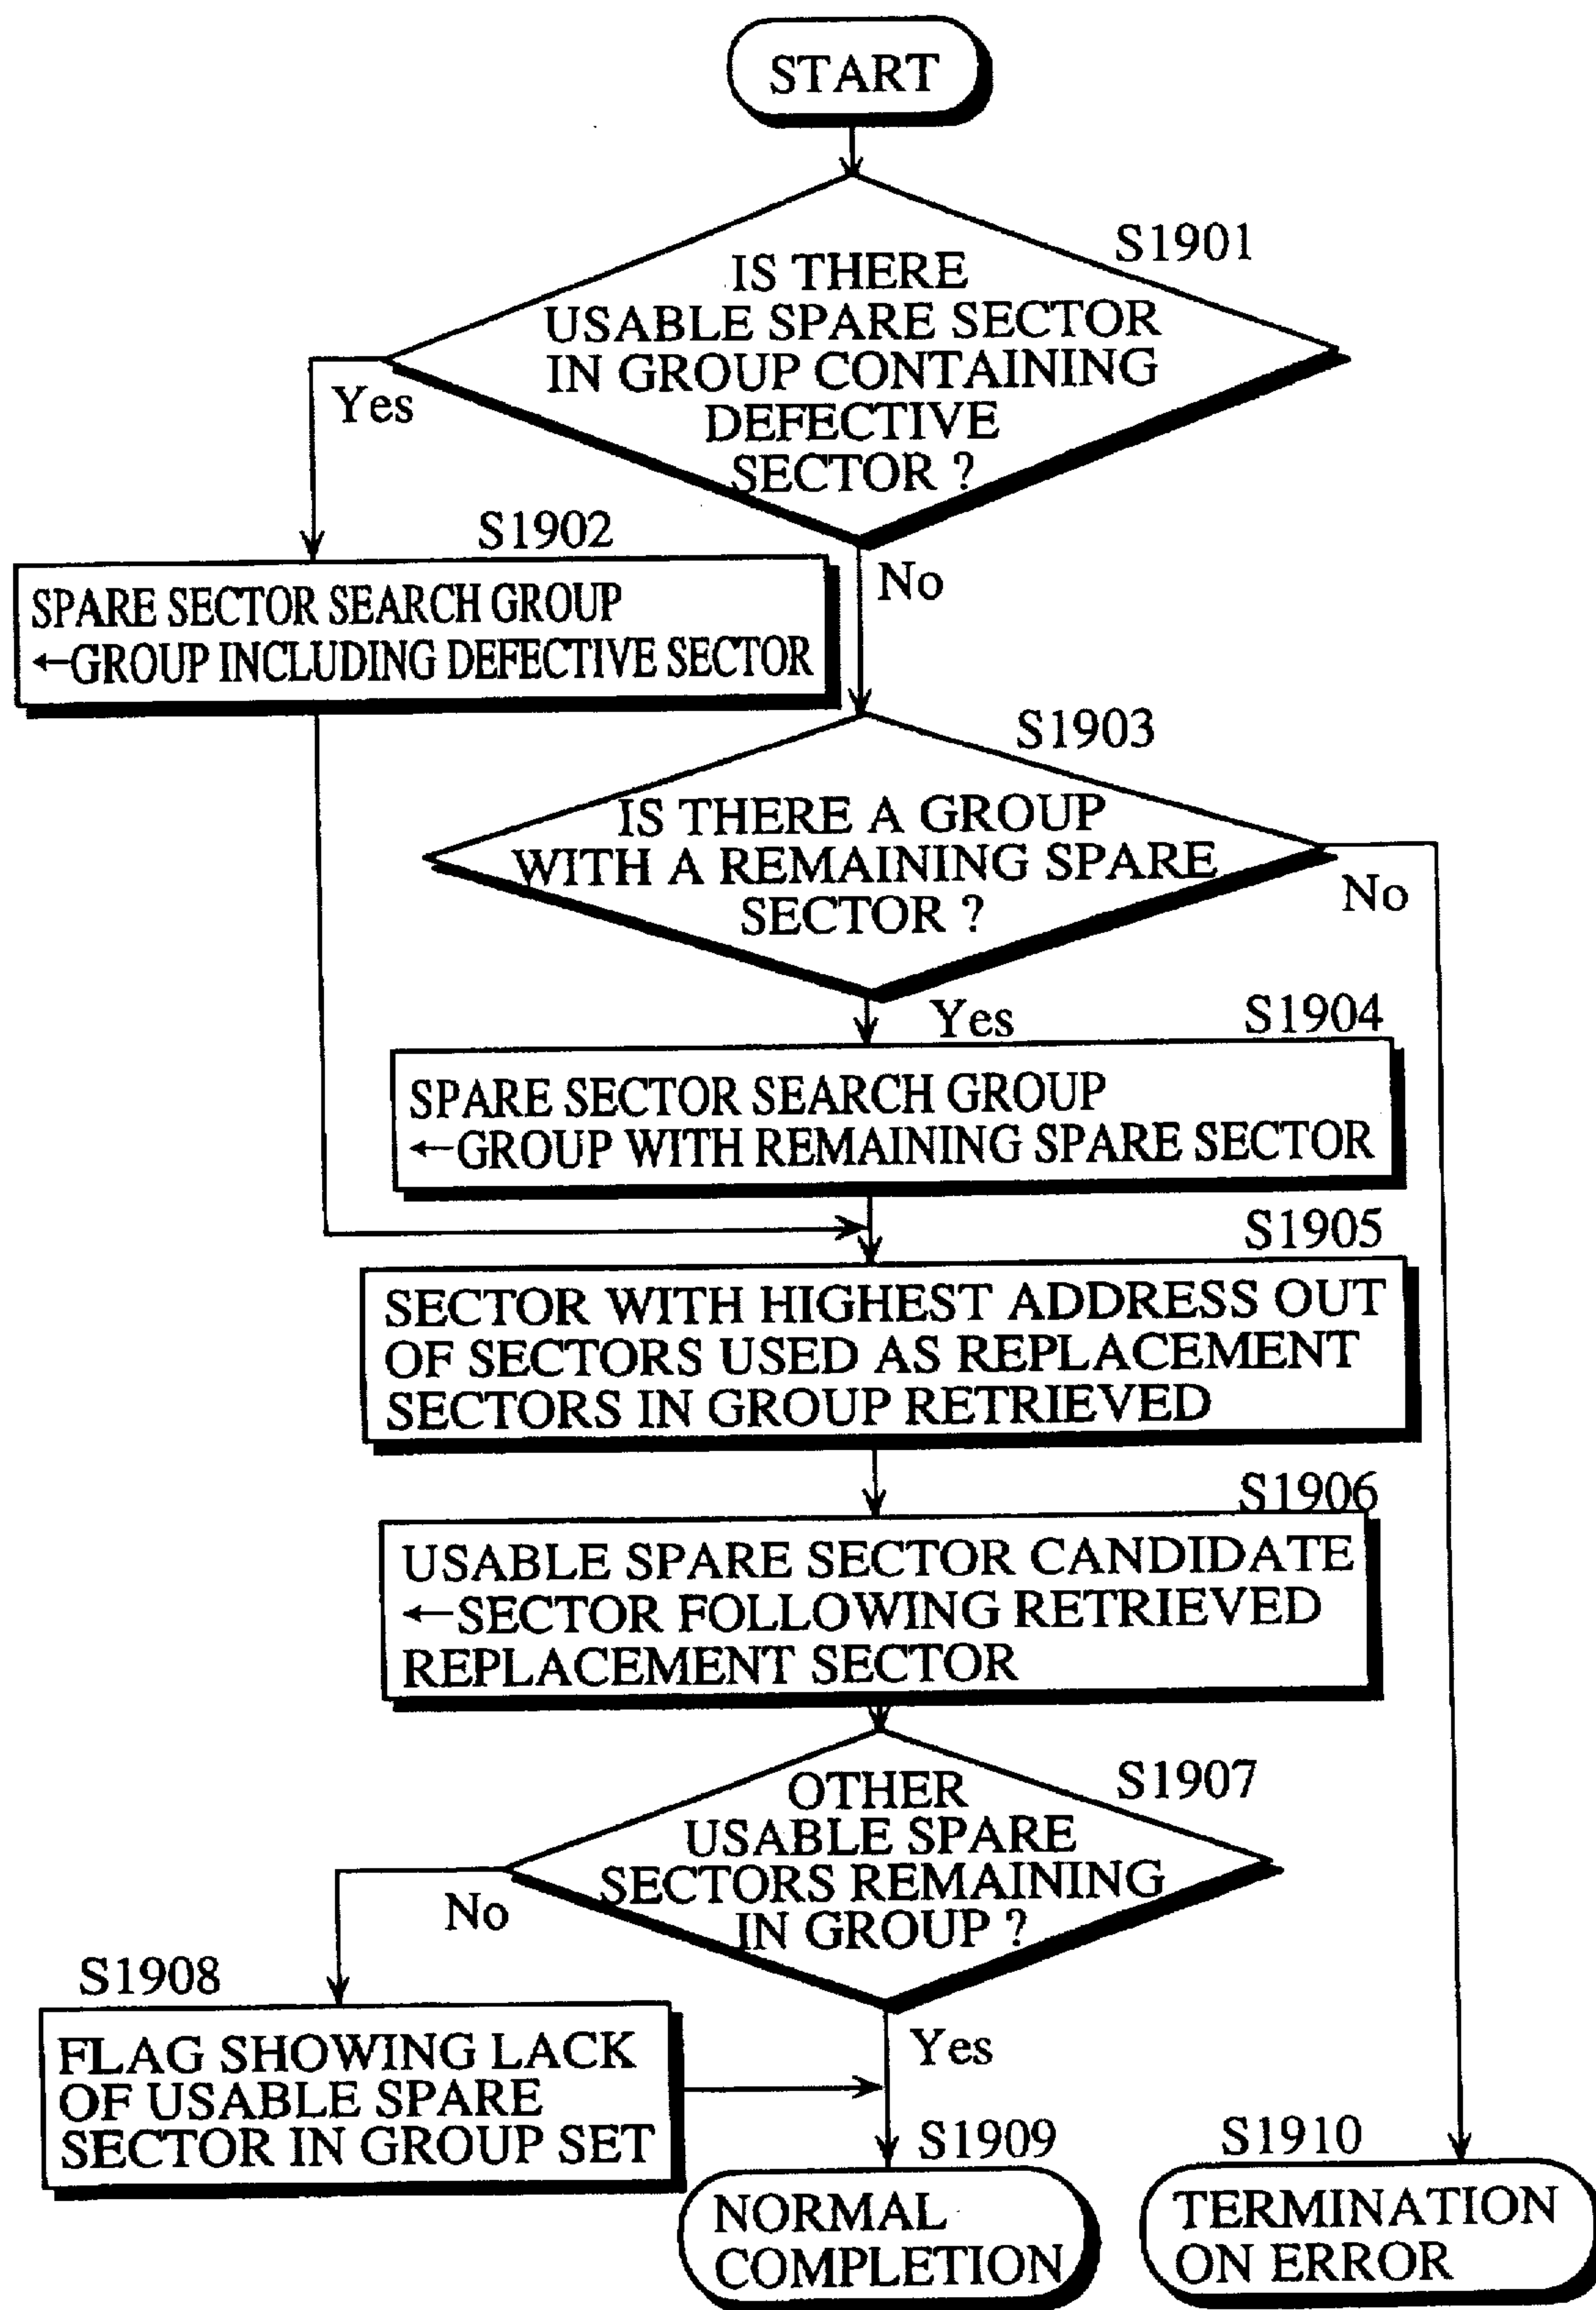 START
S1901
IS THERE
USABLE SPARE SECTOR
IN GROUP CONTAINING
DEFECTIVE
SECTOR ?
Yes
No
S1902
SPARE SECTOR SEARCH GROUP
←GROUP INCLUDING DEFECTIVE SECTOR
S1903
IS THERE A GROUP
WITH A REMAINING SPARE
SECTOR ?
No
Yes
S1904
SPARE SECTOR SEARCH GROUP
←GROUP WITH REMAINING SPARE SECTOR
S1905
SECTOR WITH HIGHEST ADDRESS OUT
OF SECTORS USED AS REPLACEMENT
SECTORS IN GROUP RETRIEVED
S1906
USABLE SPARE SECTOR CANDIDATE
←SECTOR FOLLOWING RETRIEVED
REPLACEMENT SECTOR
S1907
OTHER
USABLE SPARE
SECTORS REMAINING
IN GROUP ?
No
Yes
S1908
FLAG SHOWING LACK
OF USABLE SPARE
SECTOR IN GROUP SET
S1909
NORMAL
COMPLETION
S1910
TERMINATION
ON ERROR